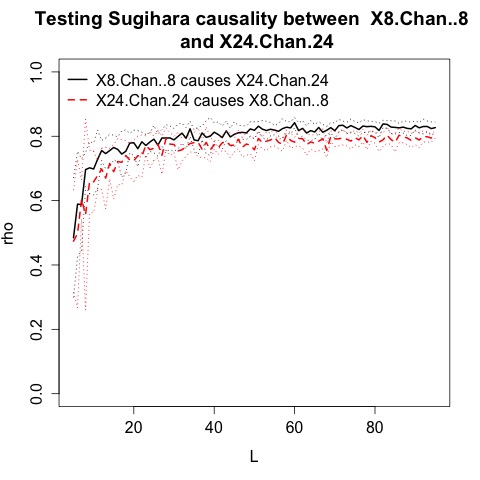 Testing Sugihara causality between  X8.Chan..8
and X24.Chan.24
X8.Chan..8 causes X24.Chan.24
X24.Chan.24 causes X8.Chan..8
rho
1.0
0.8
0.6
0.4
0.2
0.0
20 40 60 80
L